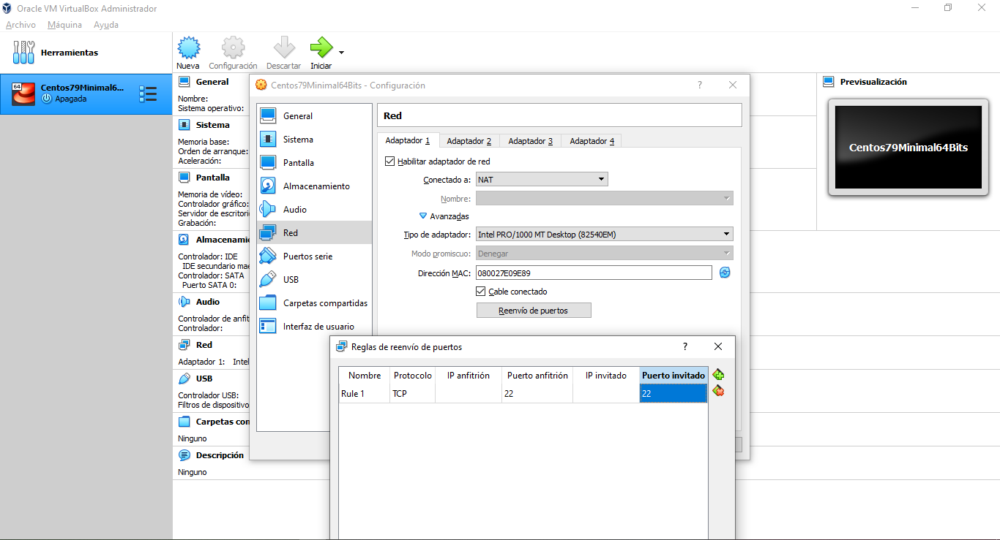 Oracle VM VirtualBox Administrador
Archivo Máquina Ayuda
Herramientas
Nueva Configuración Descartar Iniciar
64
Centos79Minimal6...
Apagada
General
Nombre:
Sistema operativo:
Sistema
Memoria base:
Orden de arranque:
Aceleración:
Pantalla
Memoria de vídeo:
Controlador gráfico:
Servidor de escritori
Grabación:
Almacenamie
Controlador: IDE
IDE secundario mae
Controlador: SATA
Puerto SATA 0:
Audio
Controlador de anfit
Controlador:
Red
Adaptador 1: Intel
USB
Controlador USB:
Filtros de dispositivo
Carpetas con
Ninguno
Descripción
Ninguno
Centos79Minimal64Bits - Configuración
?
General
Sistema
Pantalla
Almacenamiento
Audio
Red
Puertos serie
USB
Carpetas compartidas
Interfaz de usuario
Red
Adaptador 1 Adaptador 2 Adaptador 3 Adaptador 4
Habilitar adaptador de red
Conectado a: NAT
Nombre:
Avanzadas
Tipo de adaptador: Intel PRO/1000 MT Desktop (82540EM)
Modo promiscuo: Denegar
Dirección MAC: 080027E09E89
Cable conectado
Reenvío de puertos
Reglas de reenvío de puertos ?
Nombre Protocolo IP anfitrión Puerto anfitrión IP invitado Puerto invitado
Rule 1 TCP 22 22
Previsualización
Centos79Minimal64Bits